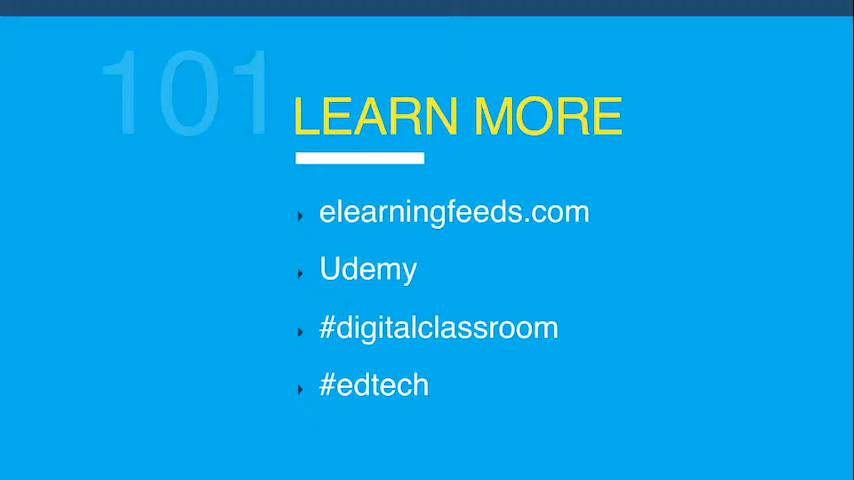 101
LEARN MORE
elearningfeeds.com
Udemy
#digitalclassroom
#edtech